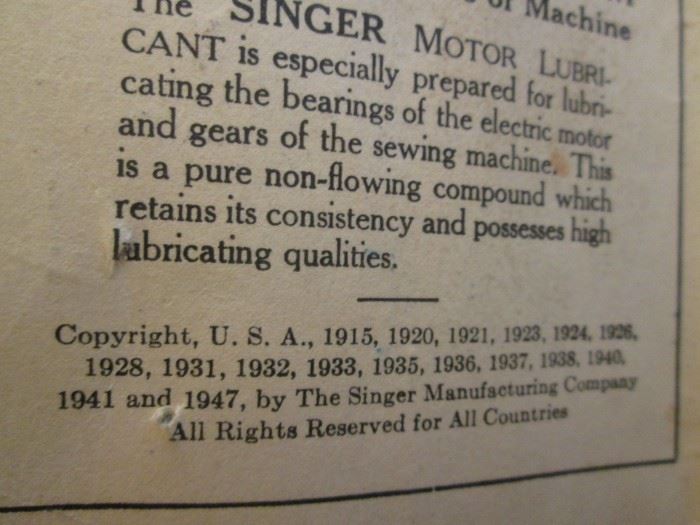 of Machine
The SINGER MOTOR LUBRI-
CANT is especially prepared for lubri-
cating the bearings of the electric motor
and gears of the sewing machine. This
is a pure non-flowing compound which
retains its consistency and possesses high
lubricating qualities.
Copyright, U. S. A., 1915, 1920, 1921, 1923, 1924, 1926,
1928, 1931, 1932, 1933, 1935, 1936, 1937, 1938, 1940,
1941 and 1947, by The Singer Manufacturing Company
All Rights Reserved for All Countries